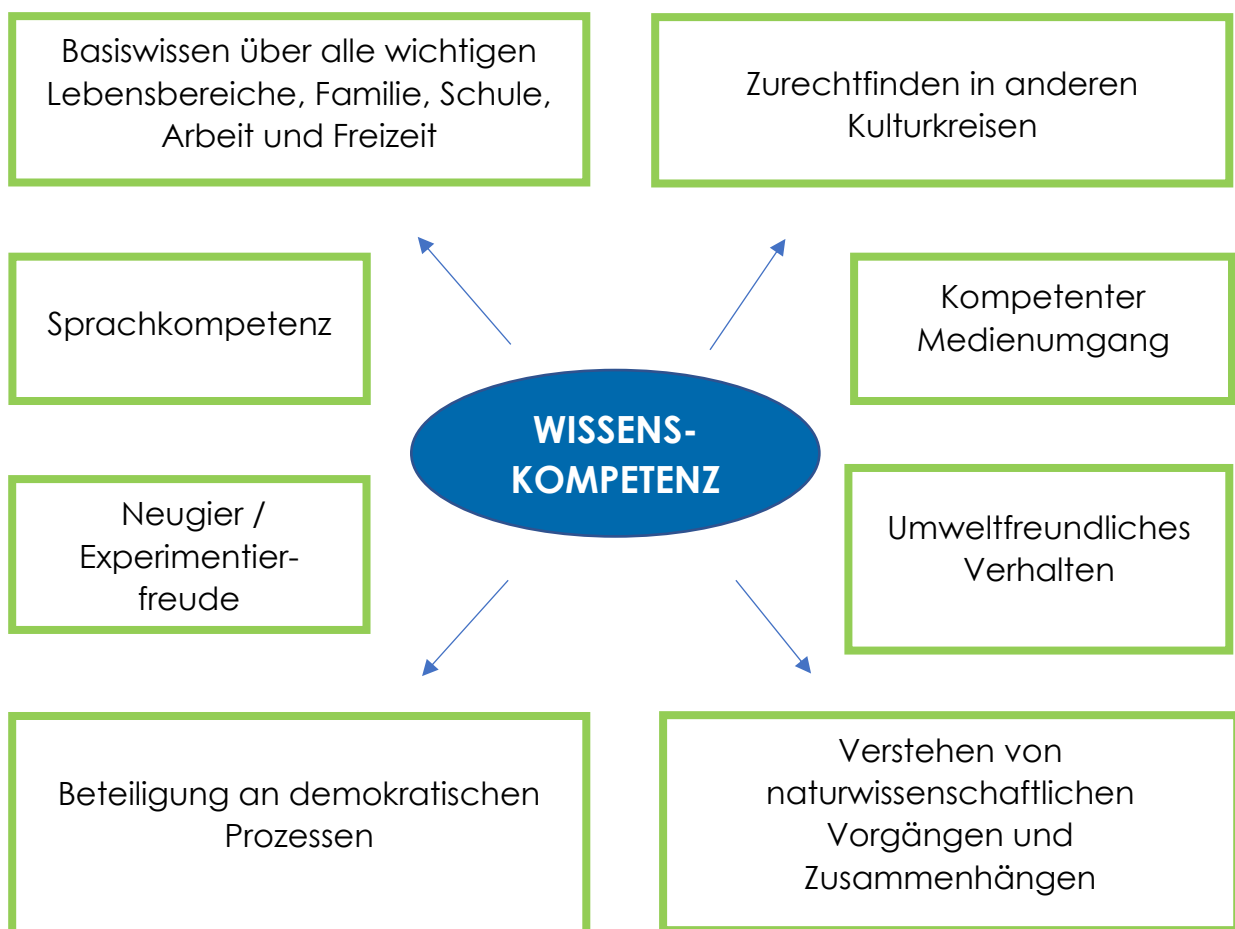 Basiswissen über alle wichtigen
Lebensbereiche, Familie, Schule,
Arbeit und Freizeit
Zurechtfinden in anderen
Kulturkreisen
Sprachkompetenz
Kompetenter
Medienumgang
WISSENS-
KOMPETENZ
Neugier /
Experimentier-
freude
Umweltfreundliches
Verhalten
Beteiligung an demokratischen
Prozessen
Verstehen von
naturwissenschaftlichen
Vorgängen und
Zusammenhängen